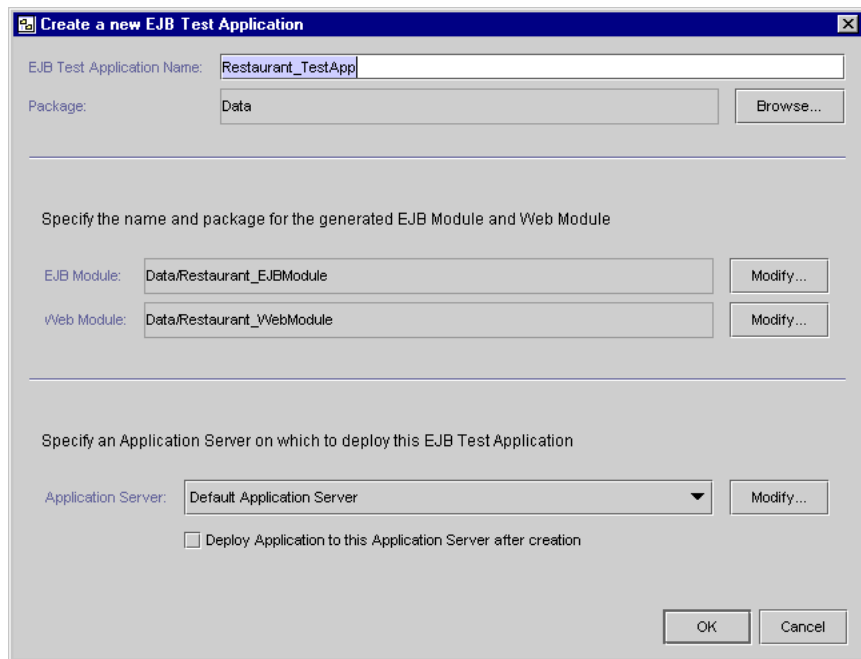 Create a new EJB Test Application
EJB Test Application Name: Restaurant_TestApp
Package: Data Browse...
Specify the name and package for the generated EJB Module and Web Module
EJB Module: Data/Restaurant_EJBModule Modify...
Web Module: Data/Restaurant_WebModule Modify...
Specify an Application Server on which to deploy this EJB Test Application
Application Server: Default Application Server Modify...
Deploy Application to this Application Server after creation
OK Cancel